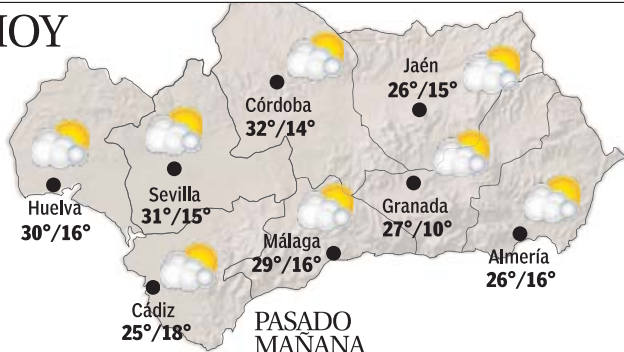 HOY
Jaén
26°/15°
Córdoba
32°/14°
Huelva
30°/16°
Sevilla
31°/15°
Granada
27°/10°
Málaga
29°/16°
Almería
26°/16°
Cádiz
25°/18°
PASADO
MAÑANA